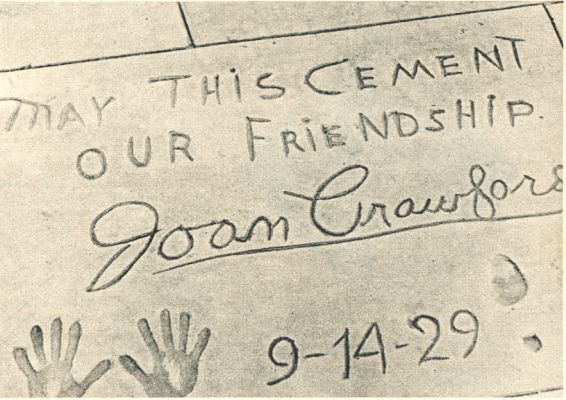 MAY THIS CEMENT
OUR FRIENDSHIP.
Joan Crawford
9-14-29